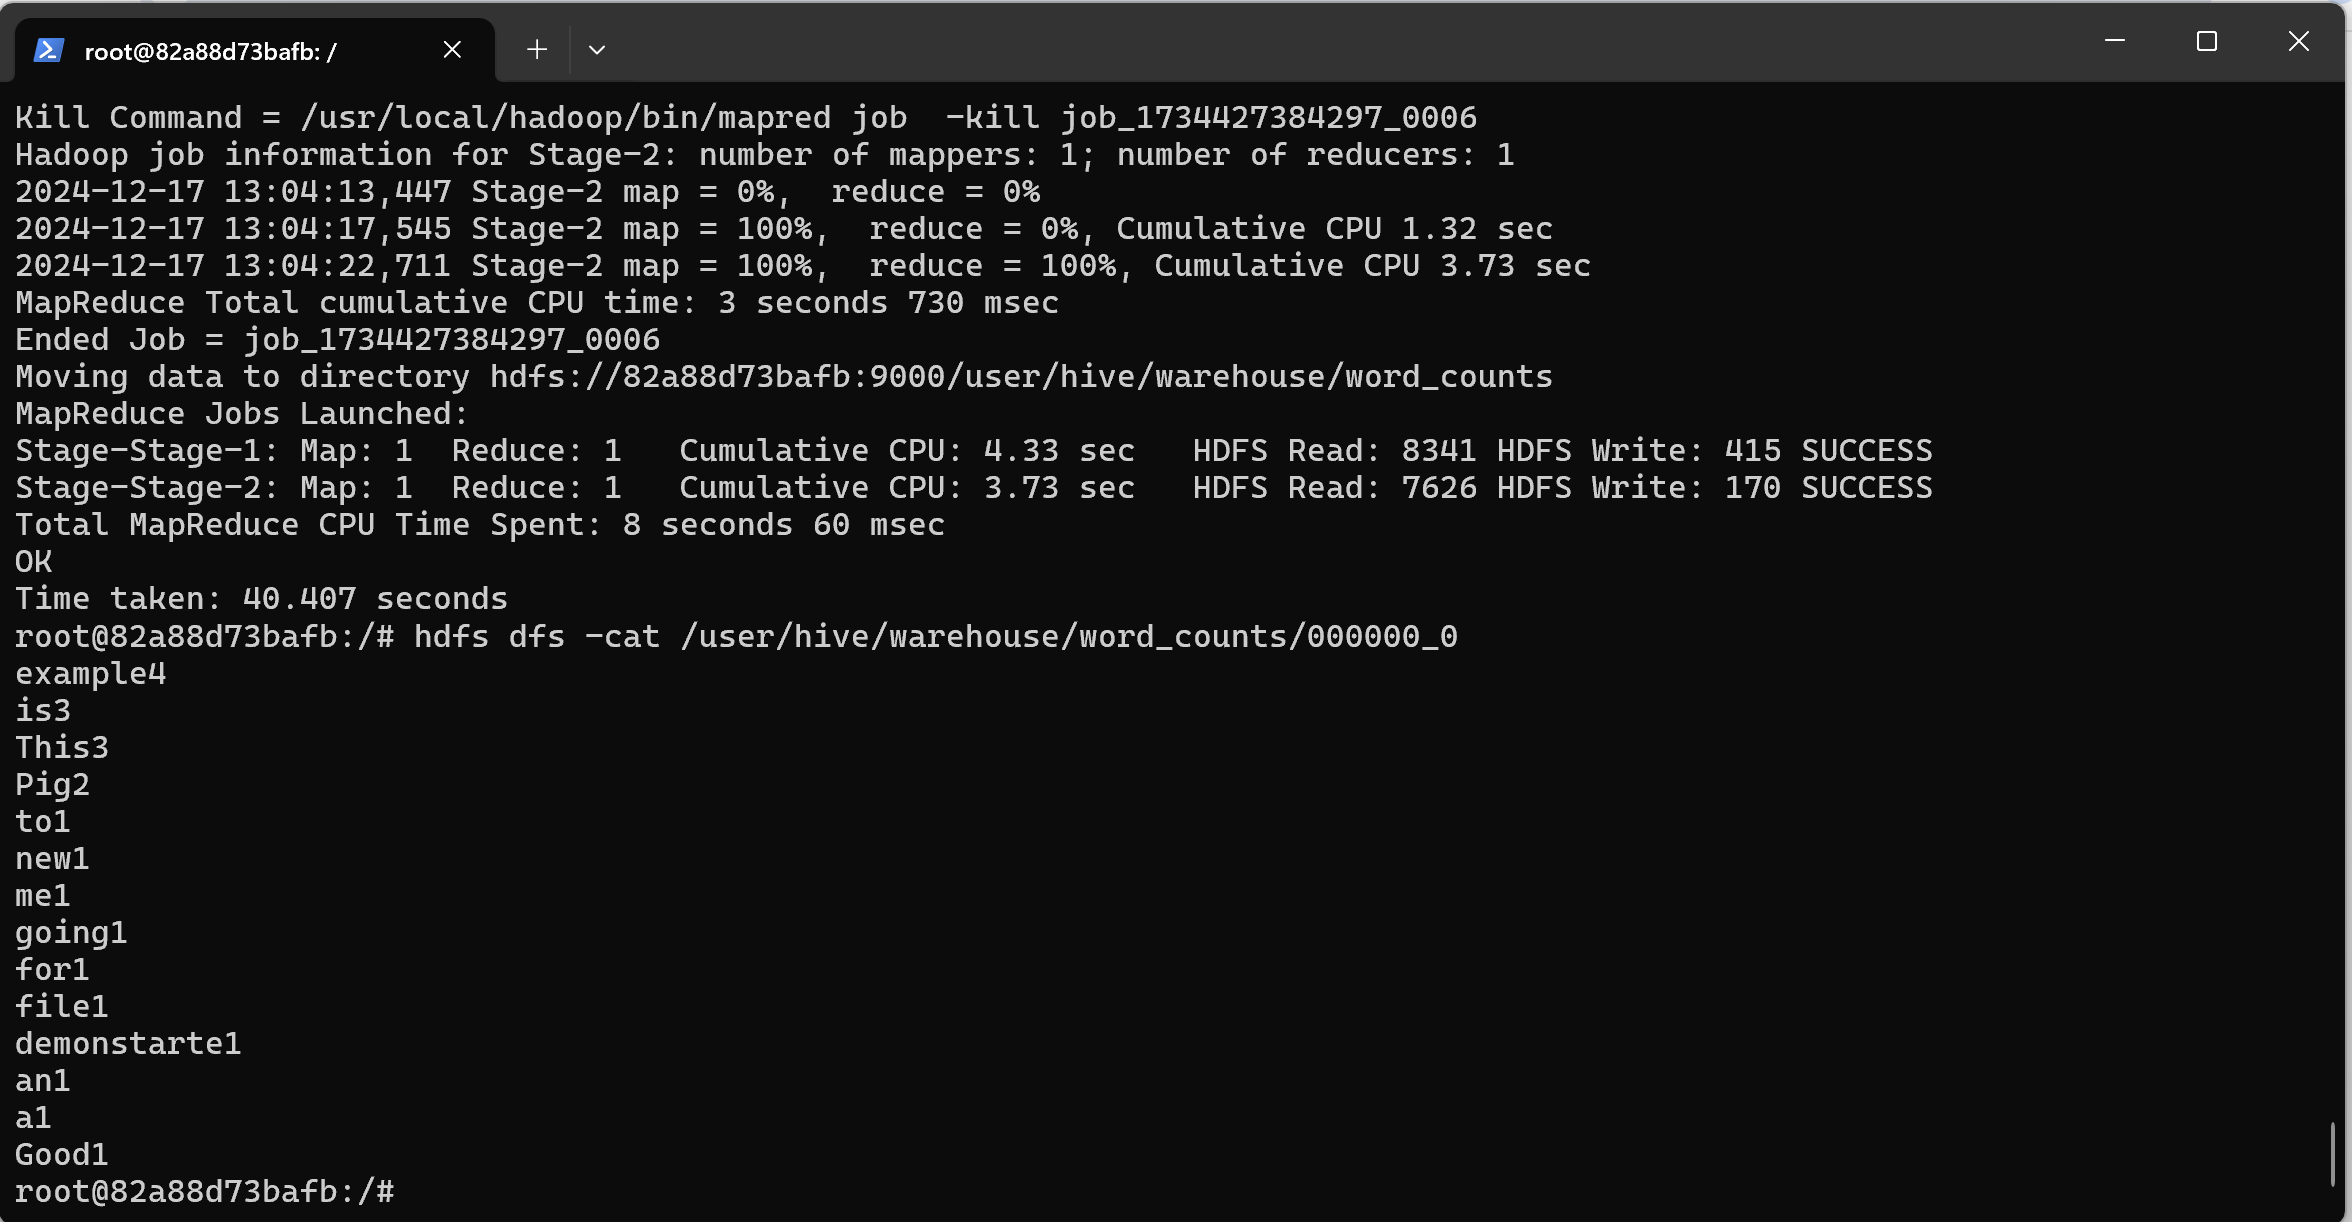 root@82a88d73bafb: /
Kill Command = /usr/local/hadoop/bin/mapred job  -kill job_1734427384297_0006
Hadoop job information for Stage-2: number of mappers: 1; number of reducers: 1
2024-12-17 13:04:13,447 Stage-2 map = 0%,  reduce = 0%
2024-12-17 13:04:17,545 Stage-2 map = 100%,  reduce = 0%, Cumulative CPU 1.32 sec
2024-12-17 13:04:22,711 Stage-2 map = 100%,  reduce = 100%, Cumulative CPU 3.73 sec
MapReduce Total cumulative CPU time: 3 seconds 730 msec
Ended Job = job_1734427384297_0006
Moving data to directory hdfs://82a88d73bafb:9000/user/hive/warehouse/word_counts
MapReduce Jobs Launched:
Stage-Stage-1: Map: 1  Reduce: 1   Cumulative CPU: 4.33 sec   HDFS Read: 8341 HDFS Write: 415 SUCCESS
Stage-Stage-2: Map: 1  Reduce: 1   Cumulative CPU: 3.73 sec   HDFS Read: 7626 HDFS Write: 170 SUCCESS
Total MapReduce CPU Time Spent: 8 seconds 60 msec
OK
Time taken: 40.407 seconds
root@82a88d73bafb:/# hdfs dfs -cat /user/hive/warehouse/word_counts/000000_0
example4
is3
This3
Pig2
to1
new1
me1
going1
for1
file1
demonstarte1
an1
a1
Good1
root@82a88d73bafb:/#